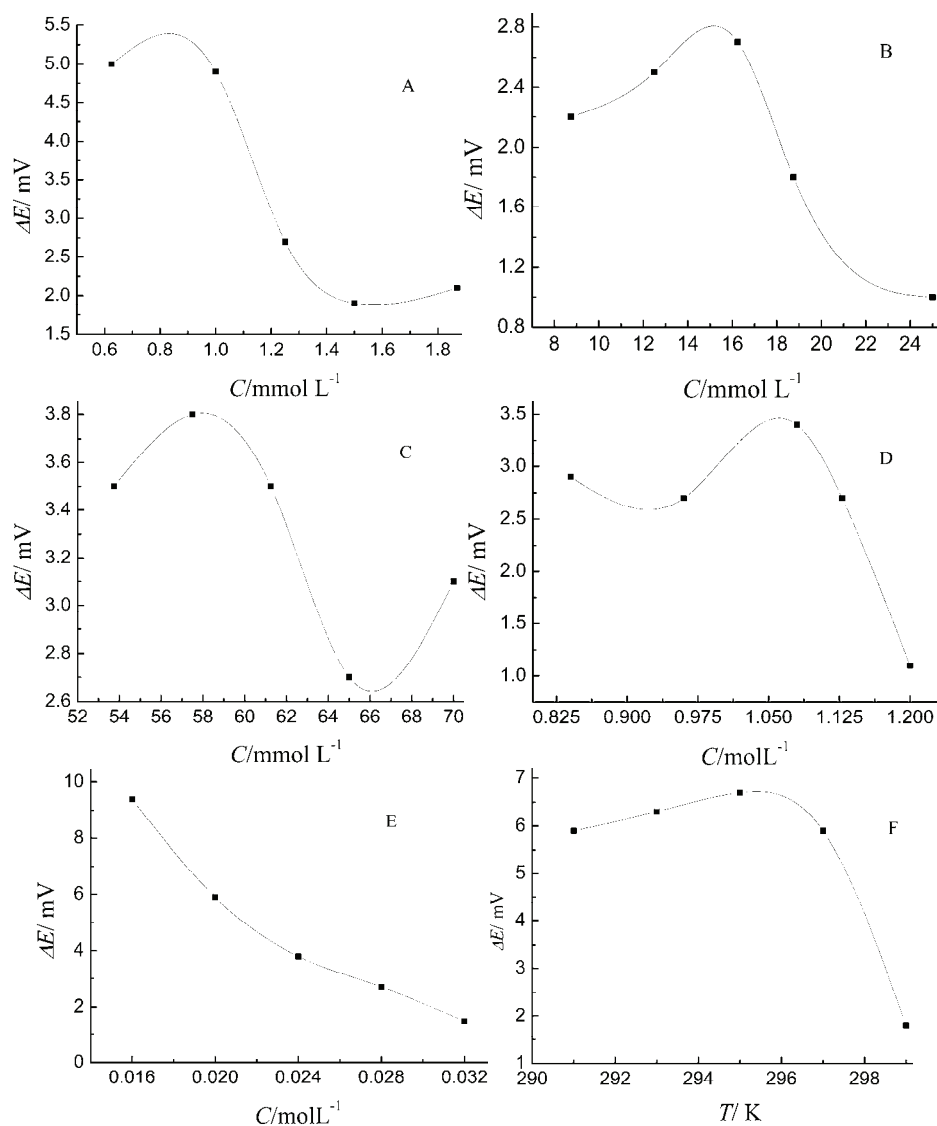 5.5
5.0
4.5
4.0
3.5
3.0
2.5
2.0
1.5
ΔE/ mV
A
0.6 0.8 1.0 1.2 1.4 1.6 1.8
C/mmol L⁻¹
2.8
2.4
2.0
1.6
1.2
0.8
ΔE/ mV
B
8 10 12 14 16 18 20 22 24
C/mmol L⁻¹
3.8
3.6
3.4
3.2
3.0
2.8
2.6
ΔE/ mV
C
52 54 56 58 60 62 64 66 68 70
C/mmol L⁻¹
3.5
3.0
2.5
2.0
1.5
1.0
ΔE/ mV
D
0.825 0.900 0.975 1.050 1.125 1.200
C/molL⁻¹
10
8
6
4
2
0
ΔE/ mV
E
0.016 0.020 0.024 0.028 0.032
C/molL⁻¹
7
6
5
4
3
2
1
ΔE/ mV
F
290 292 294 296 298
T/ K